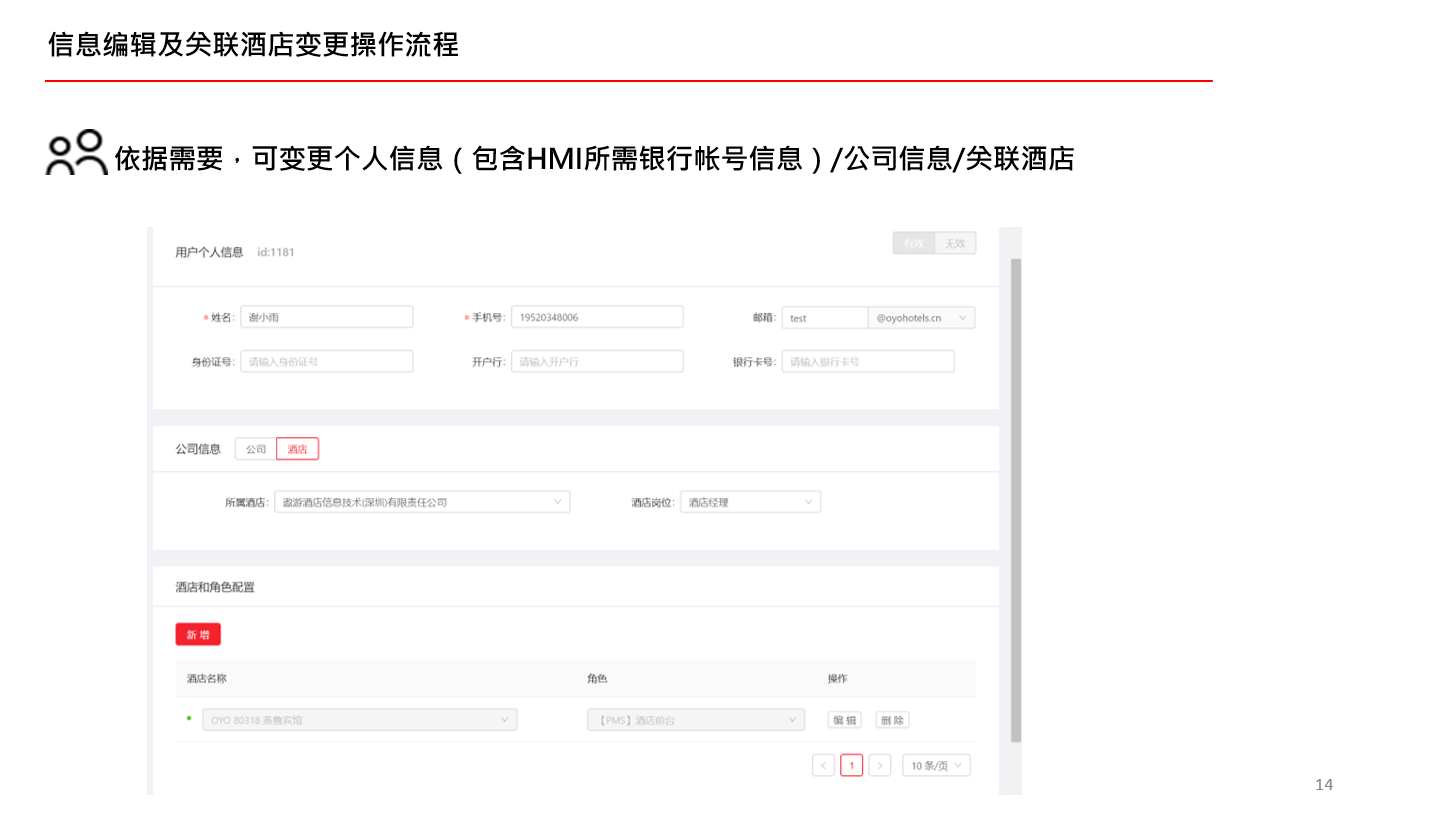 信息编辑及关联酒店变更操作流程
依据需要，可变更个人信息（包含HMI所需银行帐号信息）/公司信息/关联酒店
用户个人信息 id:1181 有效 无效
* 姓名: 谢小雨 * 手机号: 19520348006 邮箱: test @oyohotels.cn
身份证号: 请输入身份证号 开户行: 请输入开户行 银行卡号: 请输入银行卡号
公司信息 公司 酒店
所属酒店: 遨游酒店信息技术(深圳)有限责任公司 酒店岗位: 酒店经理
酒店和角色配置
新增
酒店名称 角色 操作
OYO 80318 燕鲁宾馆 【PMS】酒店前台 编辑 删除
< 1 > 10 条/页
14